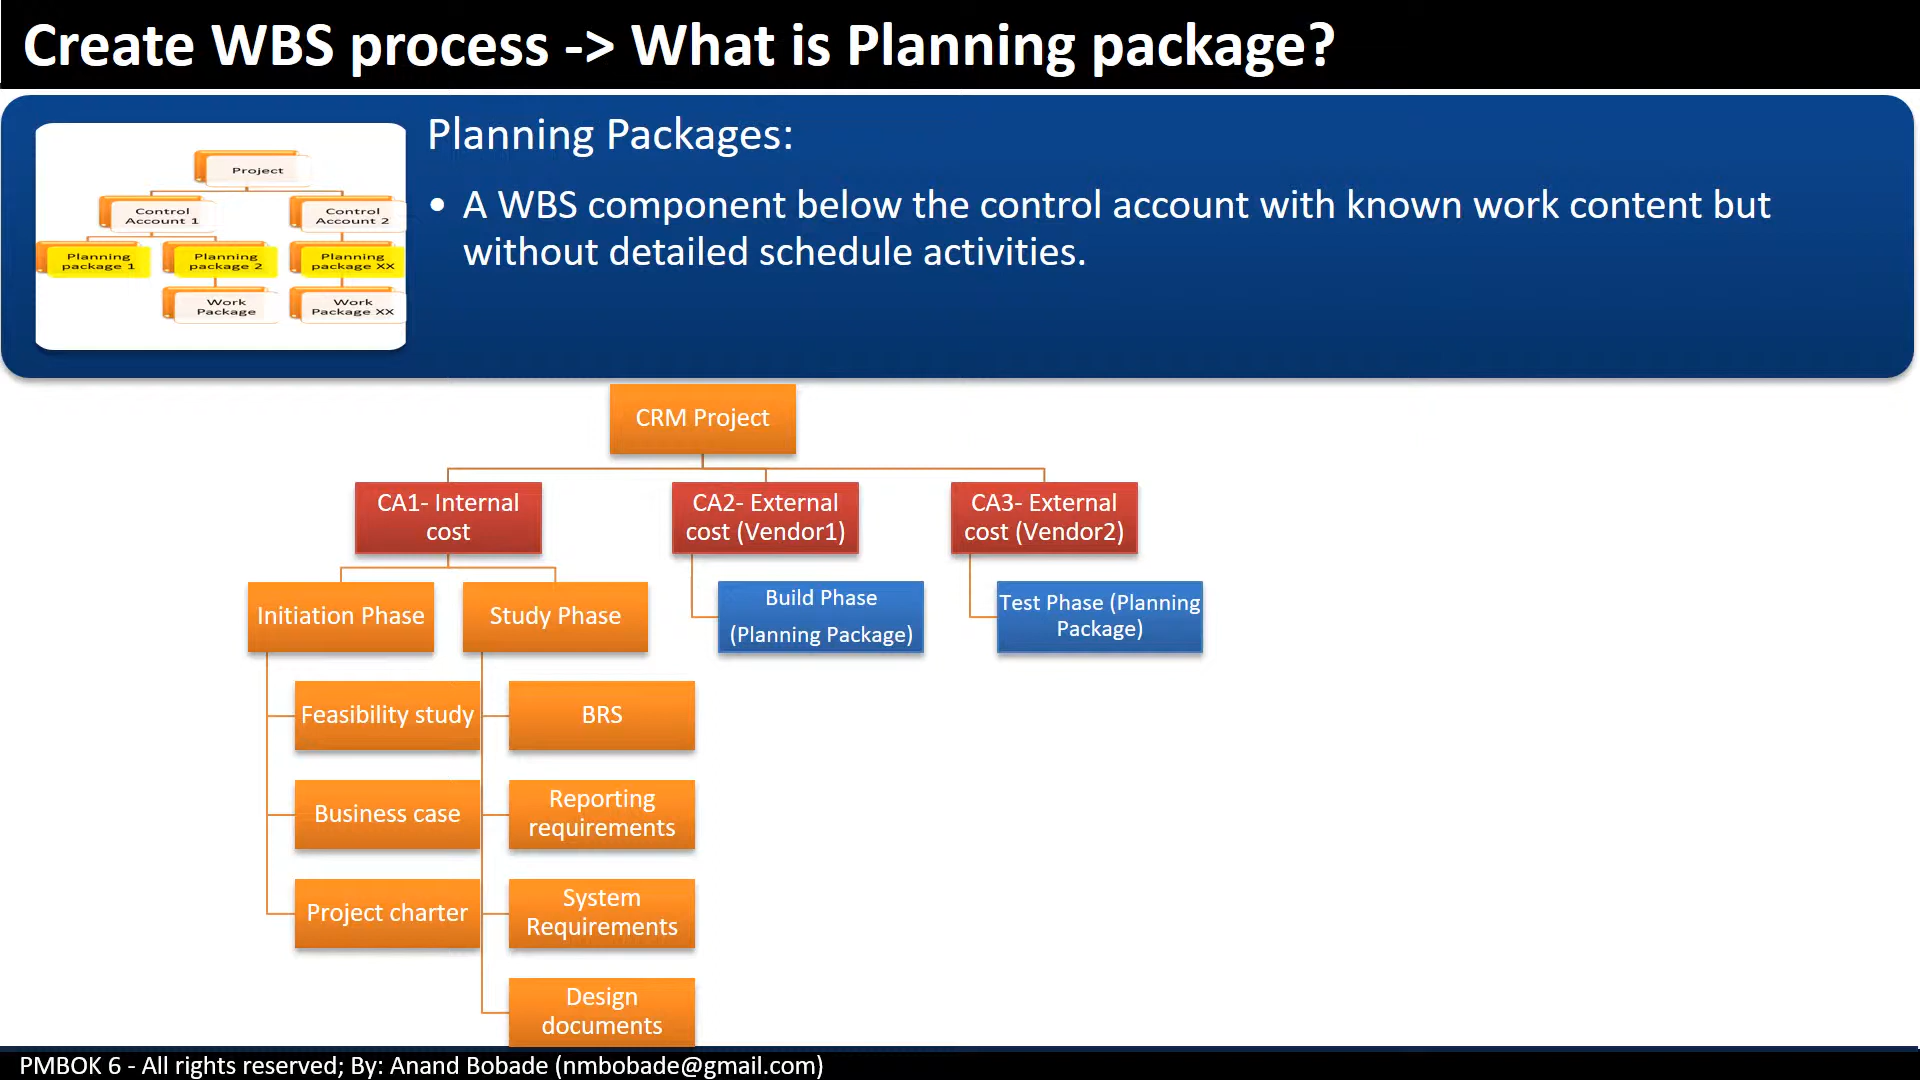 Create WBS process -> What is Planning package?
Planning Packages:
• A WBS component below the control account with known work content but
without detailed schedule activities.
Project
Control
Account 1
Control
Account 2
Planning
package 1
Planning
package 2
Planning
package XX
Work
Package
Work
Package XX
CRM Project
CA1- Internal
cost
CA2- External
cost (Vendor1)
CA3- External
cost (Vendor2)
Initiation Phase
Study Phase
Build Phase
(Planning Package)
Test Phase (Planning
Package)
Feasibility study
BRS
Business case
Reporting
requirements
Project charter
System
Requirements
Design
documents
PMBOK 6 - All rights reserved; By: Anand Bobade (nmbobade@gmail.com)